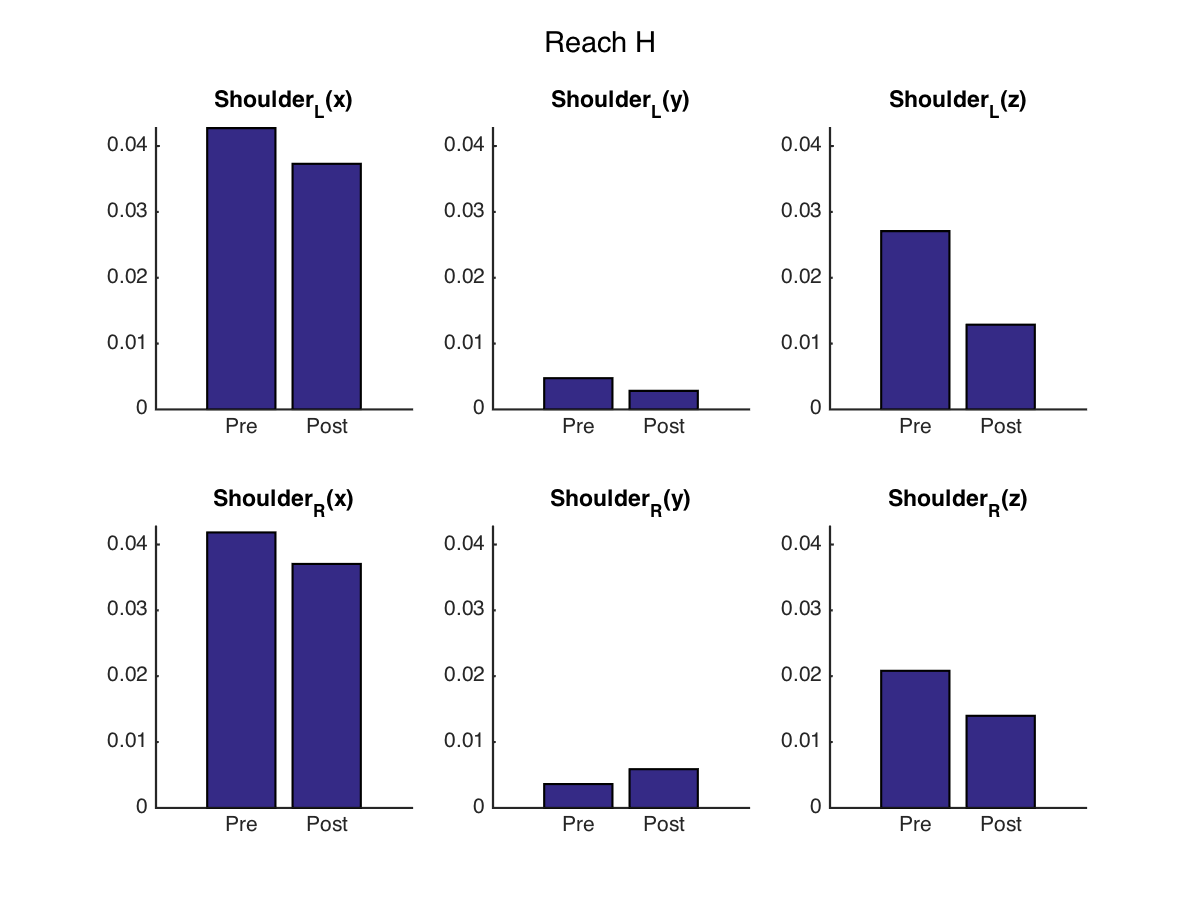 Reach H
Shoulder_L(x)
Shoulder_L(y)
Shoulder_L(z)
0.04
0.03
0.02
0.01
0
Pre Post
0.04
0.03
0.02
0.01
0
Pre Post
0.04
0.03
0.02
0.01
0
Pre Post
Shoulder_R(x)
Shoulder_R(y)
Shoulder_R(z)
0.04
0.03
0.02
0.01
0
Pre Post
0.04
0.03
0.02
0.01
0
Pre Post
0.04
0.03
0.02
0.01
0
Pre Post